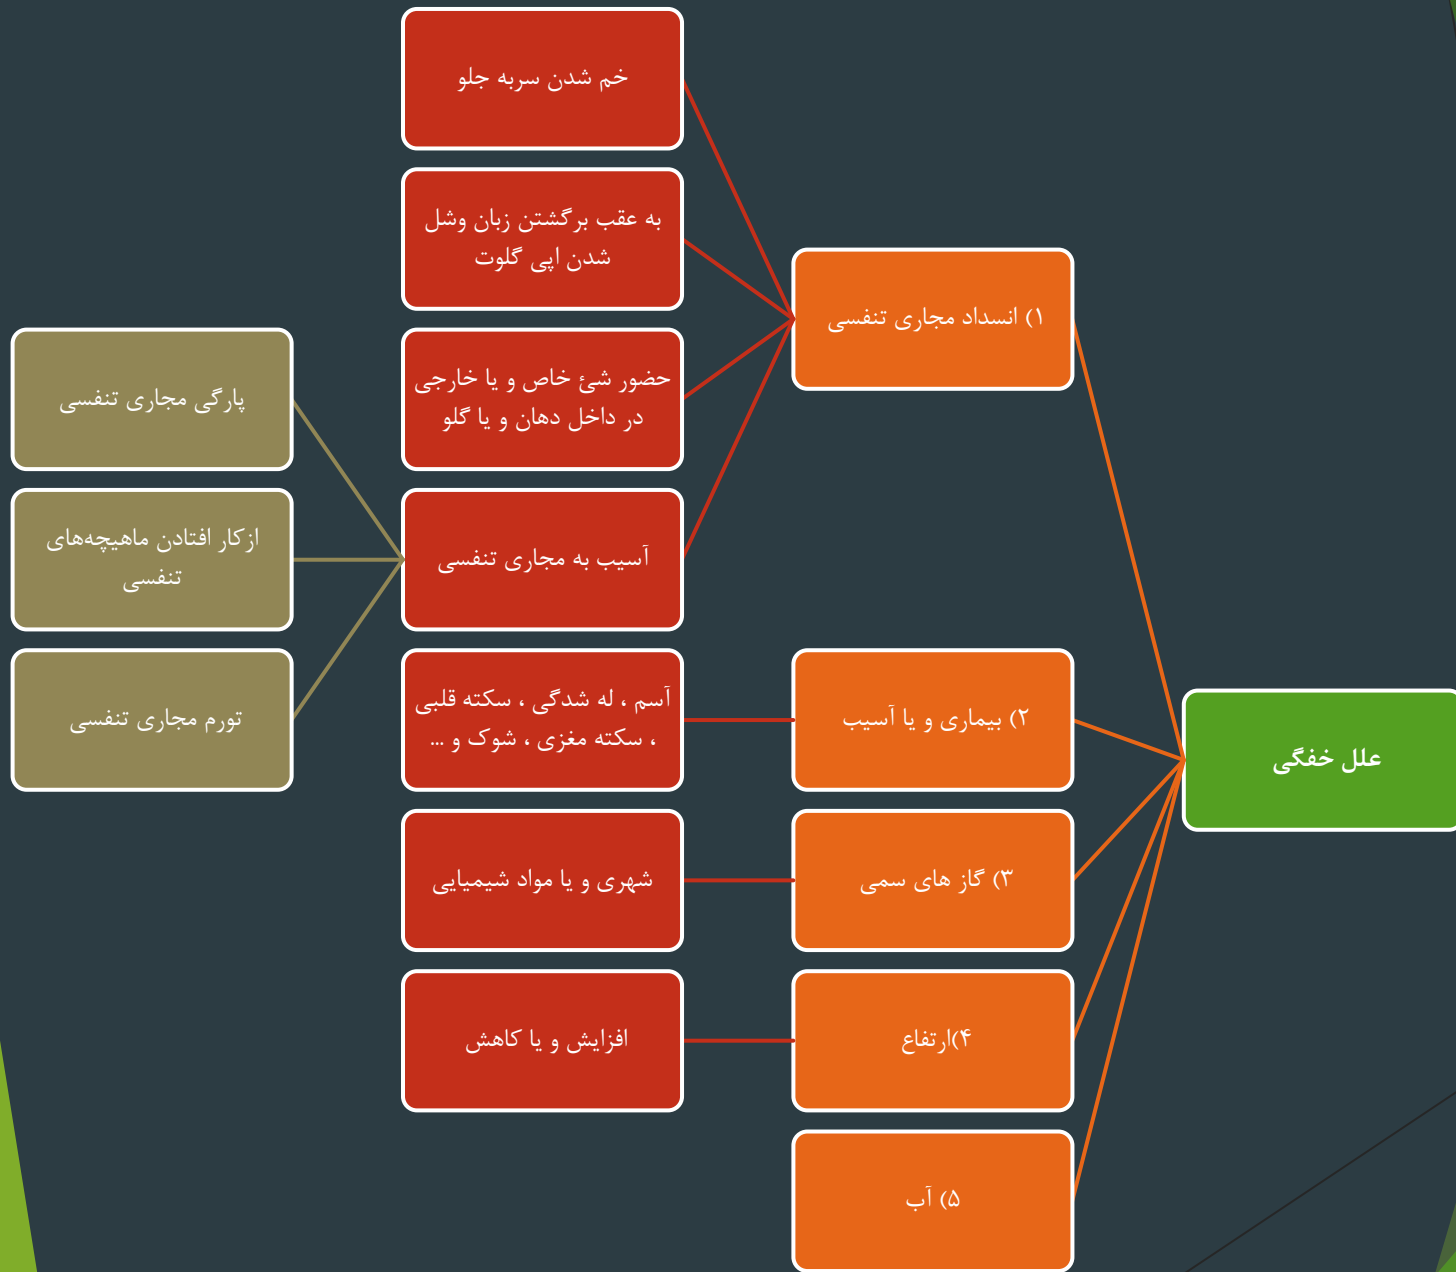 علل خفگی
۱) انسداد مجاری تنفسی
خم شدن سربه جلو
به عقب برگشتن زبان وشل
شدن اپی گلوت
حضور شئ خاص و یا خارجی
در داخل دهان و یا گلو
آسیب به مجاری تنفسی
پارگی مجاری تنفسی
ازکار افتادن ماهیچه‌های
تنفسی
تورم مجاری تنفسی
۲) بیماری و یا آسیب
آسم ، له شدگی ، سکته قلبی
، سکته مغزی ، شوک و ...
۳) گاز های سمی
شهری و یا مواد شیمیایی
۴)ارتفاع
افزایش و یا کاهش
۵) آب